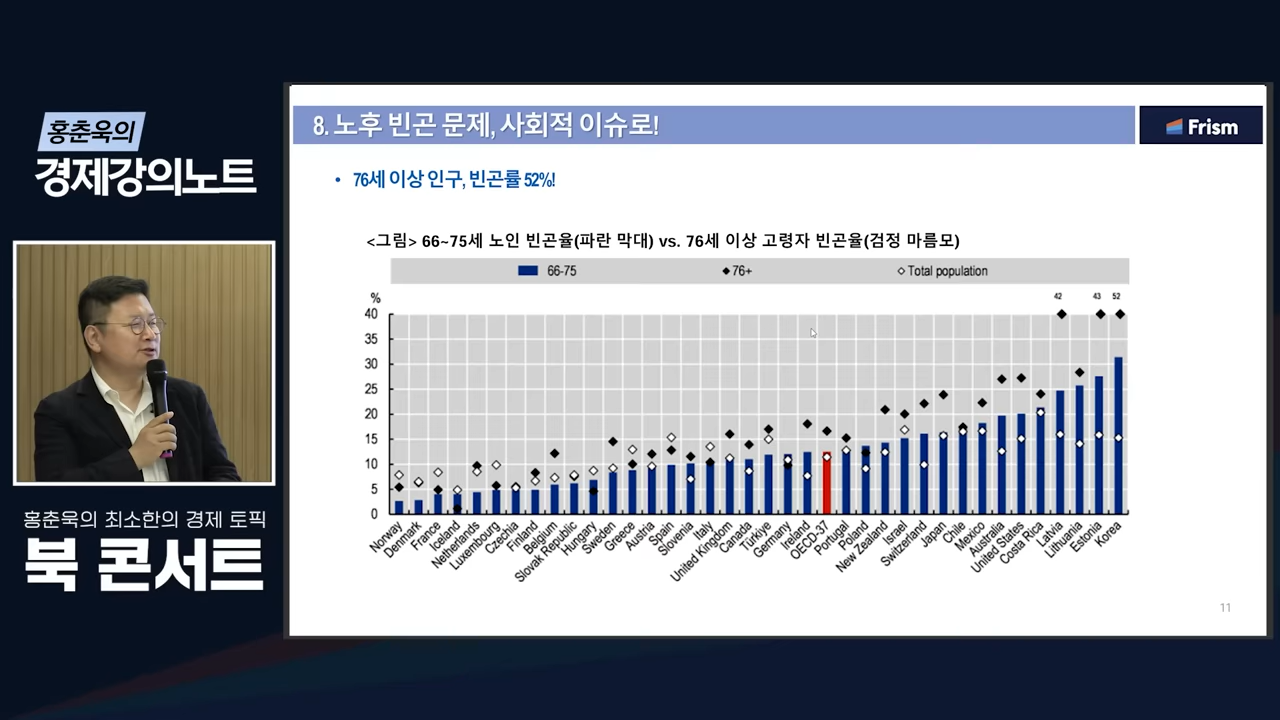 홍춘욱의
경제강의노트
홍춘욱의 최소한의 경제 토픽
북 콘서트
8. 노후 빈곤 문제, 사회적 이슈로!
Frism
• 76세 이상 인구, 빈곤률 52%!
<그림> 66~75세 노인 빈곤율(파란 막대) vs. 76세 이상 고령자 빈곤율(검정 마름모)
66-75
76+
Total population
%
42
43
52
40
35
30
25
20
15
10
5
0
Norway
Denmark
France
Iceland
Netherlands
Luxembourg
Czechia
Finland
Belgium
Slovak Republic
Hungary
Sweden
Greece
Austria
Spain
Slovenia
Italy
United Kingdom
Canada
Türkiye
Germany
Ireland
OECD-37
Portugal
Poland
New Zealand
Israel
Switzerland
Japan
Chile
Mexico
Australia
United States
Costa Rica
Latvia
Lithuania
Estonia
Korea
11